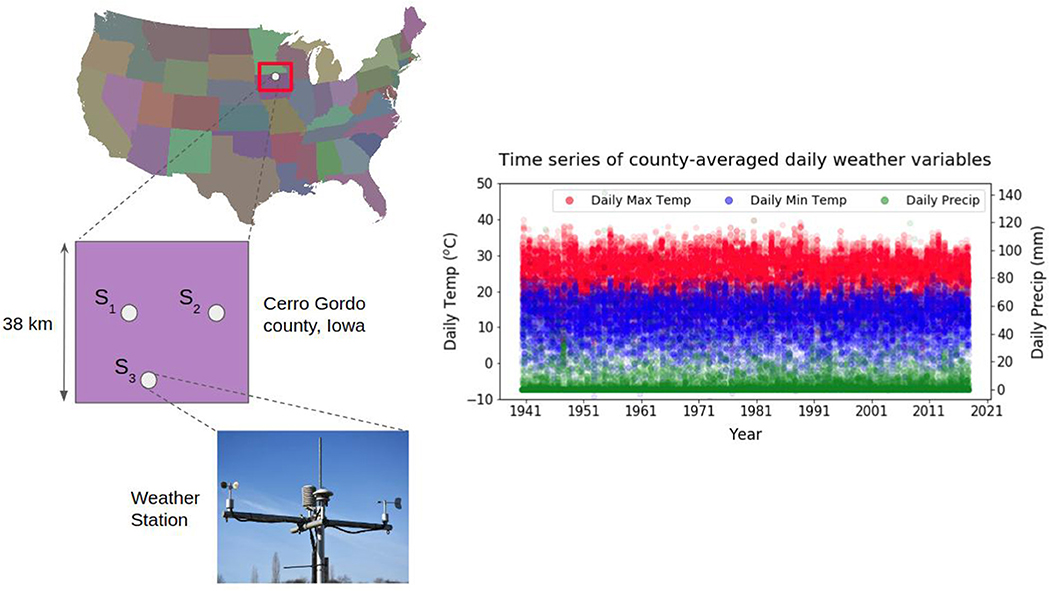 38 km
S1
S2
S3
Cerro Gordo
county, Iowa
Weather
Station
Time series of county-averaged daily weather variables
Daily Max Temp
Daily Min Temp
Daily Precip
Daily Temp (°C)
50
40
30
20
10
0
−10
140
120
100
80
60
40
20
0
Daily Precip (mm)
1941
1951
1961
1971
1981
1991
2001
2011
2021
Year